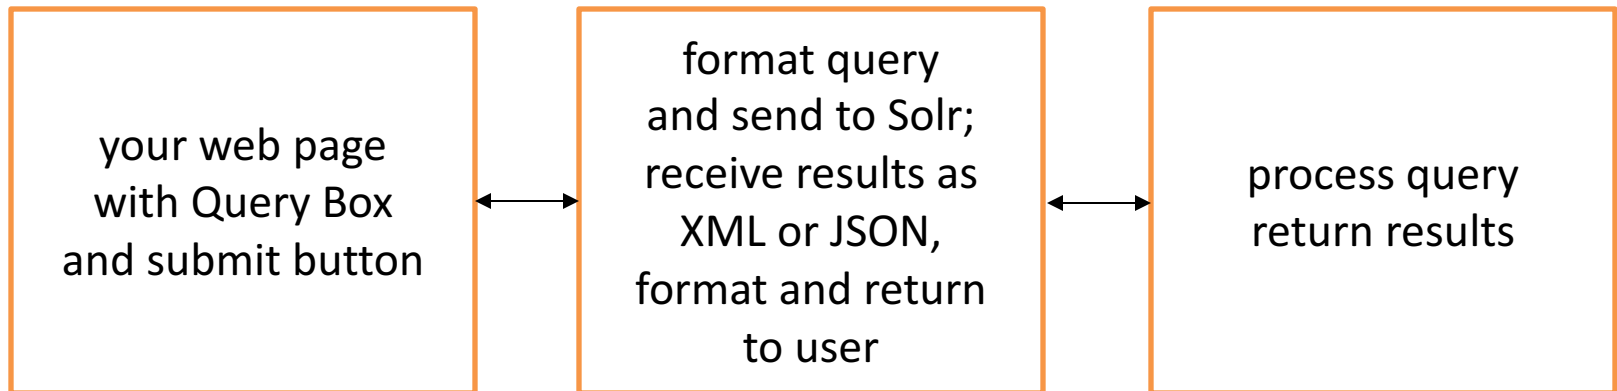 your web page
with Query Box
and submit button
format query
and send to Solr;
receive results as
XML or JSON,
format and return
to user
process query
return results